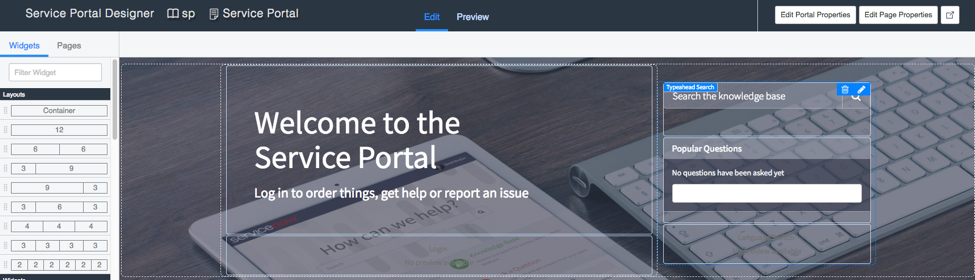 Service Portal Designer
sp
Service Portal
Edit
Preview
Edit Portal Properties
Edit Page Properties
Widgets
Pages
Filter Widget
Layouts
Container
12
6 6
3 9
9 3
3 6 3
4 4 4
3 3 3 3
2 2 2 2 2 2
Widgets
Welcome to the
Service Portal
Log in to order things, get help or report an issue
How can we help?
Typeahead Search
Search the knowledge base
Popular Questions
No questions have been asked yet